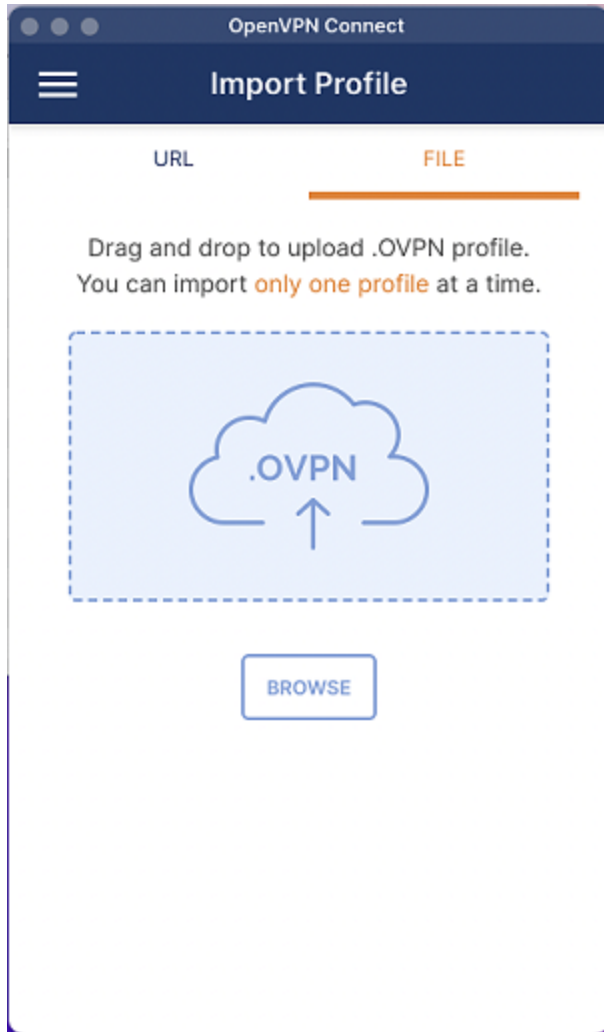 OpenVPN Connect
Import Profile
URL
FILE
Drag and drop to upload .OVPN profile.
You can import only one profile at a time.
.OVPN
BROWSE